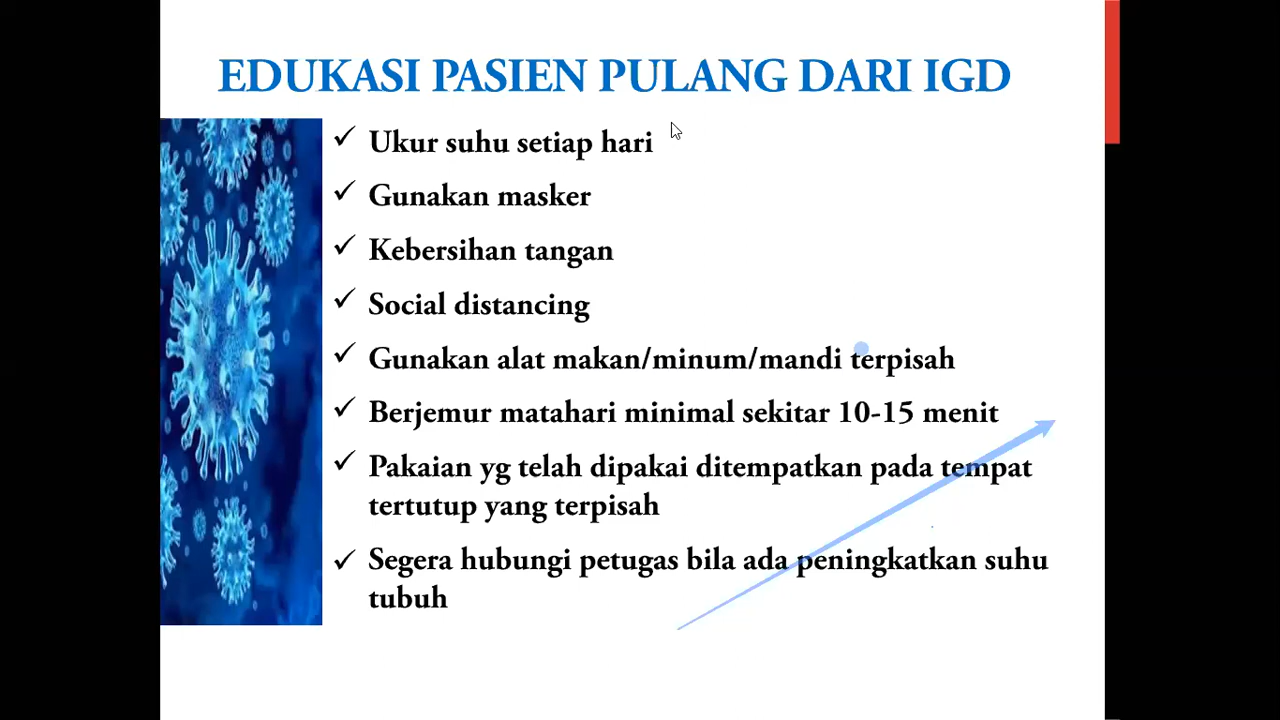 EDUKASI PASIEN PULANG DARI IGD
Ukur suhu setiap hari
Gunakan masker
Kebersihan tangan
Social distancing
Gunakan alat makan/minum/mandi terpisah
Berjemur matahari minimal sekitar 10-15 menit
Pakaian yg telah dipakai ditempatkan pada tempat
tertutup yang terpisah
Segera hubungi petugas bila ada peningkatkan suhu
tubuh